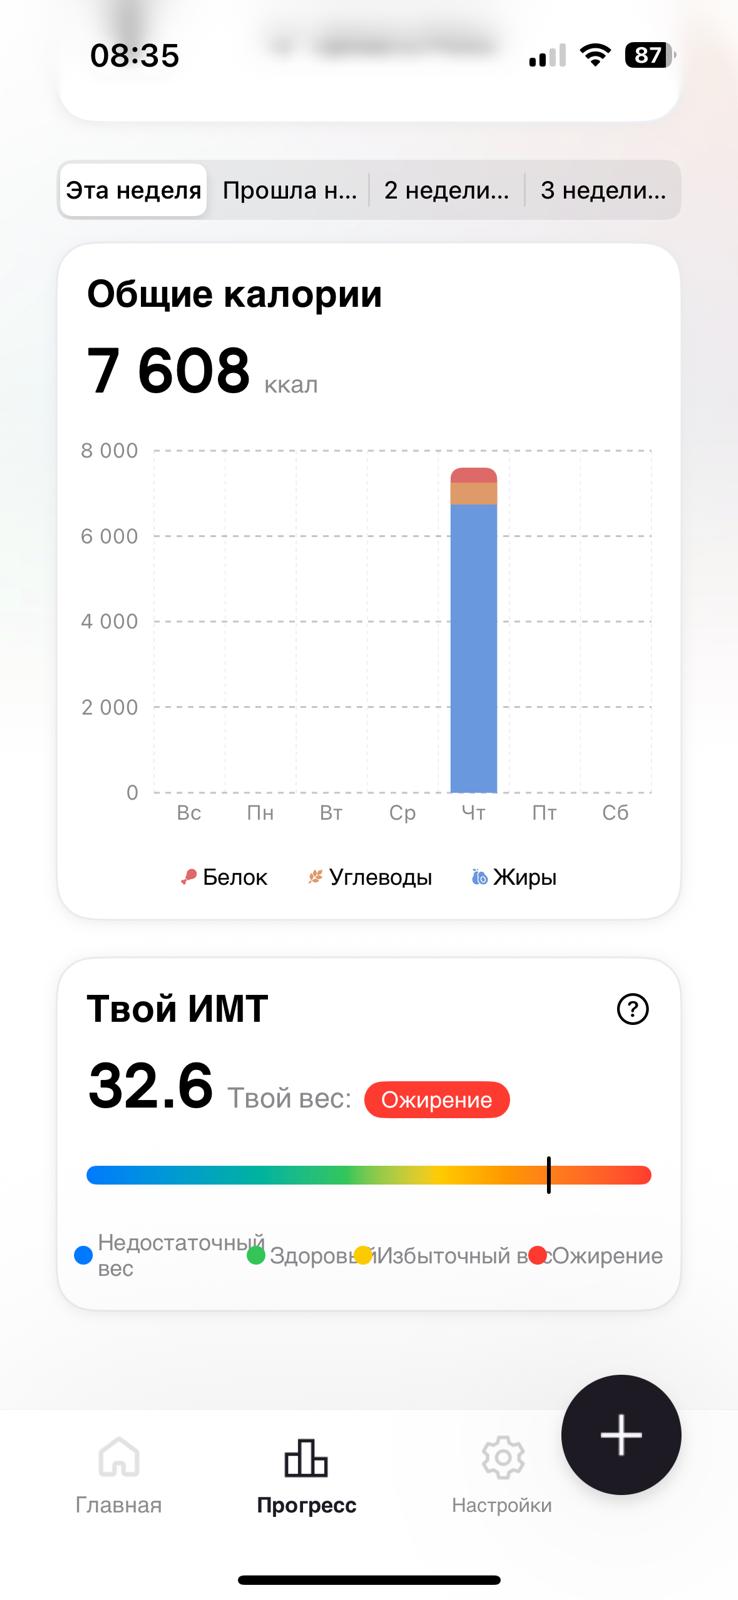 08:35
87
Эта неделя
Прошла н...
2 недели...
3 недели...
Общие калории
7 608 ккал
8 000
6 000
4 000
2 000
0
Вс Пн Вт Ср Чт Пт Сб
Белок Углеводы Жиры
Твой ИМТ
?
32.6 Твой вес: Ожирение
Недостаточный
вес
Здоровый
Избыточный вес
Ожирение
Главная
Прогресс
Настройки